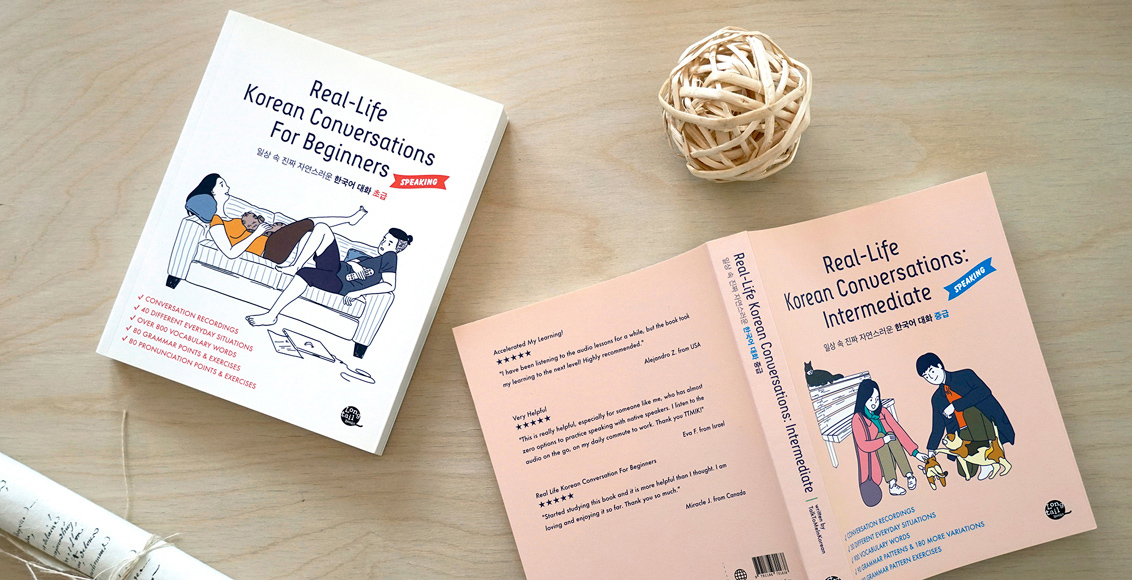 Real-Life
Korean Conversations
For Beginners
일상 속 진짜 자연스러운 한국어 대화 초급
SPEAKING
✓ CONVERSATION RECORDINGS
✓ 40 DIFFERENT EVERYDAY SITUATIONS
✓ OVER 800 VOCABULARY WORDS
✓ 80 GRAMMAR POINTS & EXERCISES
✓ 80 PRONUNCIATION POINTS & EXERCISES
Long
tail
Accelerated My Learning!
★★★★★
"I have been listening to the audio lessons for a while, but the book took
my learning to the next level! Highly recommended."
Alejandro Z. from USA
Very Helpful
★★★★★
"This is really helpful, especially for someone like me, who has almost
zero options to practice speaking with native speakers. I listen to the
audio on the go, on my daily commute to work. Thank you TTMIK!"
Eva F. from Israel
Real Life Korean Conversation For Beginners
★★★★★
"Started studying this book and it is more helpful than I thought. I am
loving and enjoying it so far. Thank you so much."
Miracle J. from Canada
Real-Life Korean Conversations: Intermediate
일상 속 진짜 자연스러운 한국어 대화 중급
written by
TalkToMeInKorean
Real-Life
Korean Conversations:
Intermediate
SPEAKING
일상 속 진짜 자연스러운 한국어 대화 중급
CONVERSATION RECORDINGS
DIFFERENT EVERYDAY SITUATIONS
VOCABULARY WORDS
GRAMMAR PATTERNS & 180 MORE VARIATIONS
GRAMMAR PATTERN EXERCISES
Long
tail